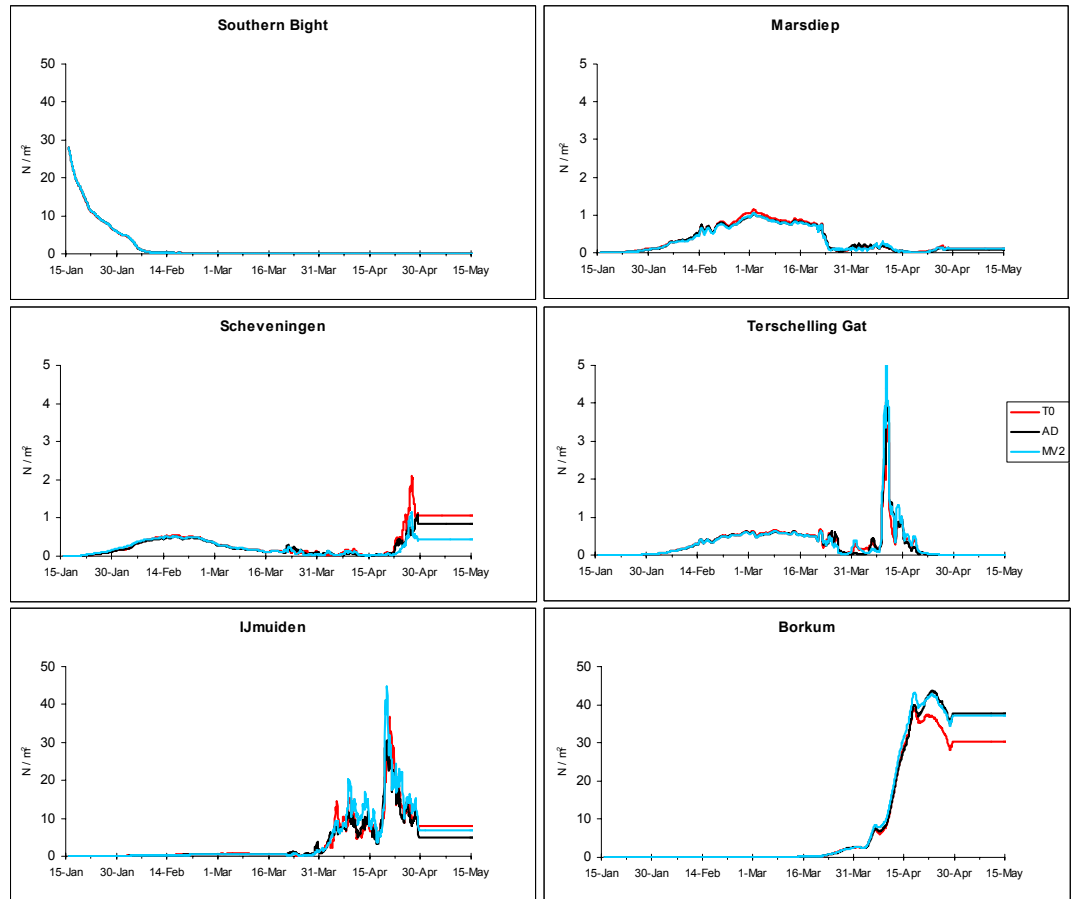 Southern Bight
N / m²
50
40
30
20
10
0
15-Jan 30-Jan 14-Feb 1-Mar 16-Mar 31-Mar 15-Apr 30-Apr 15-May
Marsdiep
N / m²
5
4
3
2
1
0
15-Jan 30-Jan 14-Feb 1-Mar 16-Mar 31-Mar 15-Apr 30-Apr 15-May
Scheveningen
N / m²
5
4
3
2
1
0
15-Jan 30-Jan 14-Feb 1-Mar 16-Mar 31-Mar 15-Apr 30-Apr 15-May
Terschelling Gat
N / m²
5
4
3
2
1
0
15-Jan 30-Jan 14-Feb 1-Mar 16-Mar 31-Mar 15-Apr 30-Apr 15-May
T0
AD
MV2
IJmuiden
N / m²
50
40
30
20
10
0
15-Jan 30-Jan 14-Feb 1-Mar 16-Mar 31-Mar 15-Apr 30-Apr 15-May
Borkum
N / m²
50
40
30
20
10
0
15-Jan 30-Jan 14-Feb 1-Mar 16-Mar 31-Mar 15-Apr 30-Apr 15-May